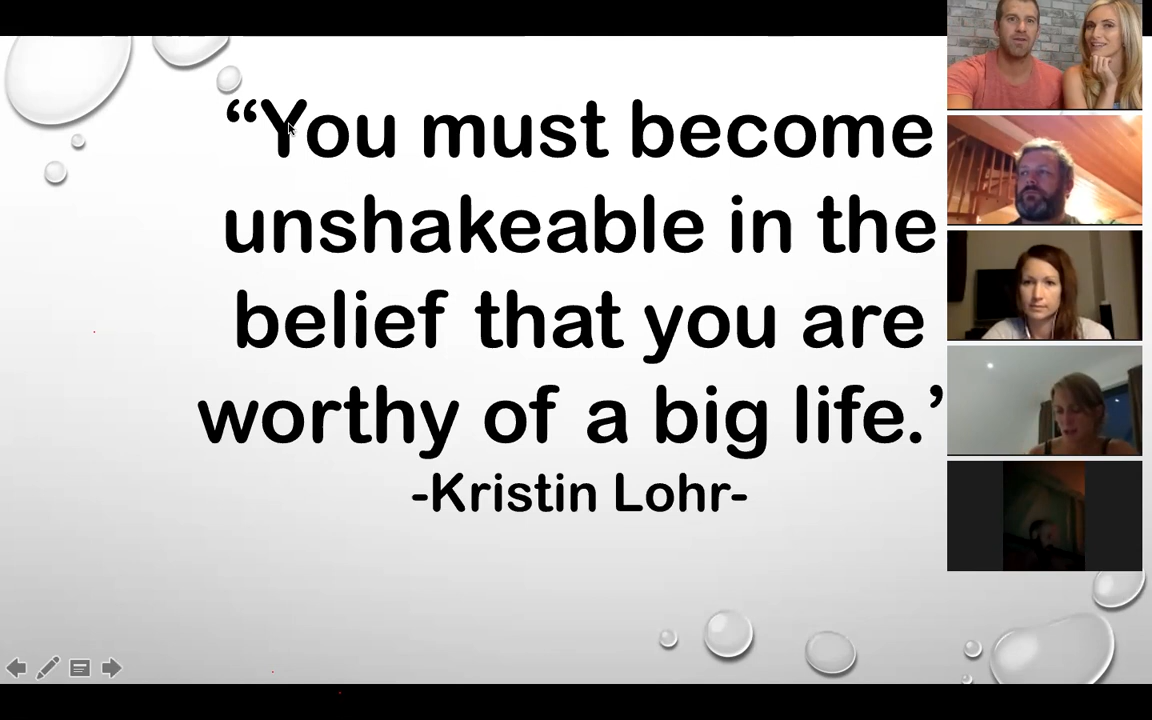 “You must become
unshakeable in the
belief that you are
worthy of a big life.’
-Kristin Lohr-